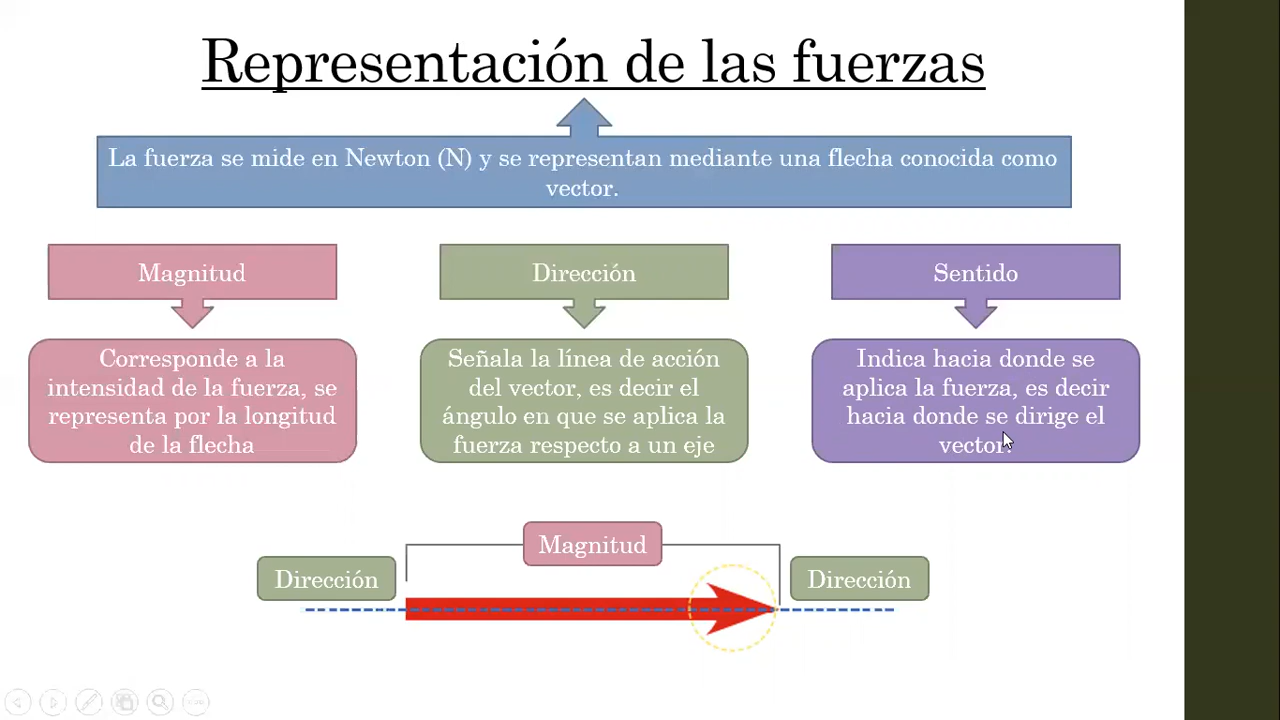 Representación de las fuerzas
La fuerza se mide en Newton (N) y se representan mediante una flecha conocida como
vector.
Magnitud
Corresponde a la
intensidad de la fuerza, se
representa por la longitud
de la flecha
Dirección
Señala la línea de acción
del vector, es decir el
ángulo en que se aplica la
fuerza respecto a un eje
Sentido
Indica hacia donde se
aplica la fuerza, es decir
hacia donde se dirige el
vector.
Magnitud
Dirección
Dirección